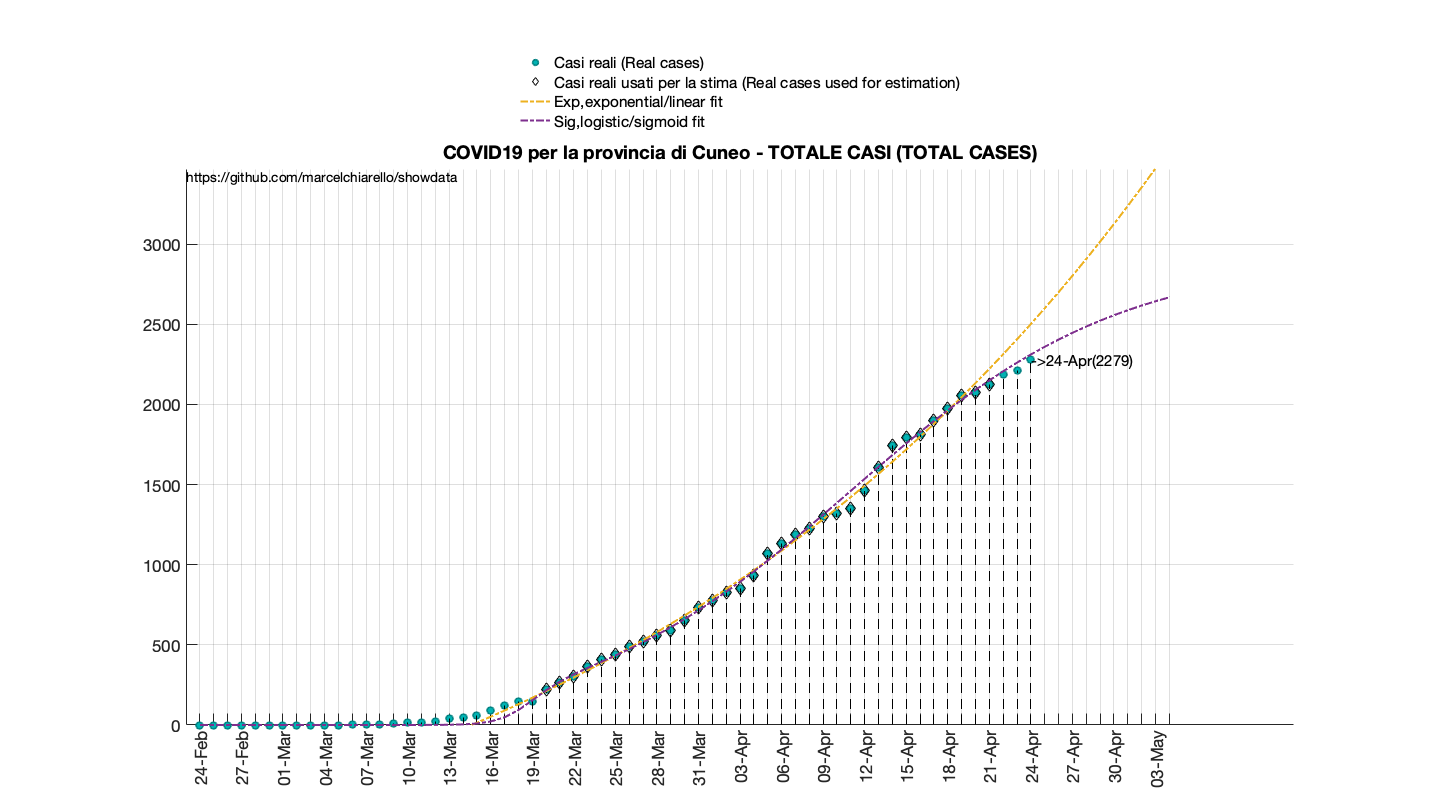 Casi reali (Real cases)
Casi reali usati per la stima (Real cases used for estimation)
Exp,exponential/linear fit
Sig,logistic/sigmoid fit
COVID19 per la provincia di Cuneo - TOTALE CASI (TOTAL CASES)
https://github.com/marcelchiarello/showdata
3000
2500
->24-Apr(2279)
2000
1500
1000
500
0
24-Feb
27-Feb
01-Mar
04-Mar
07-Mar
10-Mar
13-Mar
16-Mar
19-Mar
22-Mar
25-Mar
28-Mar
31-Mar
03-Apr
06-Apr
09-Apr
12-Apr
15-Apr
18-Apr
21-Apr
24-Apr
27-Apr
30-Apr
03-May